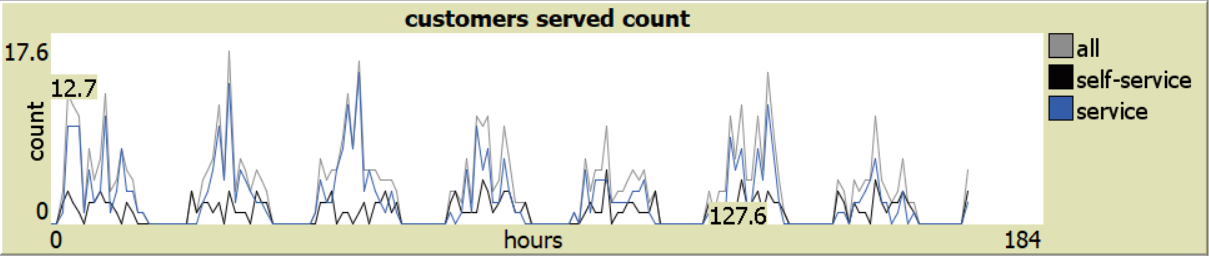 customers served count
17.6
12.7
count
0
127.6
0
hours
184
all
self-service
service